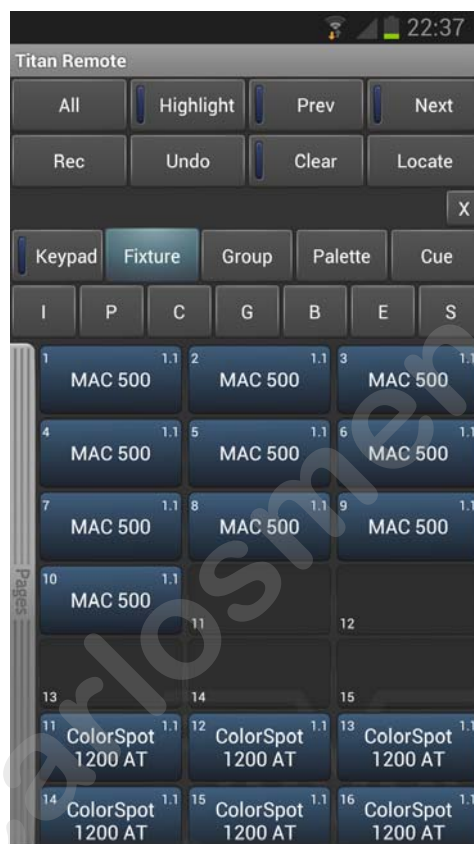 22:37
Titan Remote
All Highlight Prev Next
Rec Undo Clear Locate
X
Keypad Fixture Group Palette Cue
I P C G B E S
1 1.1 2 1.1 3 1.1
MAC 500 MAC 500 MAC 500
4 1.1 5 1.1 6 1.1
MAC 500 MAC 500 MAC 500
7 1.1 8 1.1 9 1.1
MAC 500 MAC 500 MAC 500
Pages
10 1.1
MAC 500
11 12
13 14 15
11 1.1 12 1.1 13 1.1
ColorSpot ColorSpot ColorSpot
1200 AT 1200 AT 1200 AT
14 1.1 15 1.1 16 1.1
ColorSpot ColorSpot ColorSpot
1200 AT 1200 AT 1200 AT
arlosmen